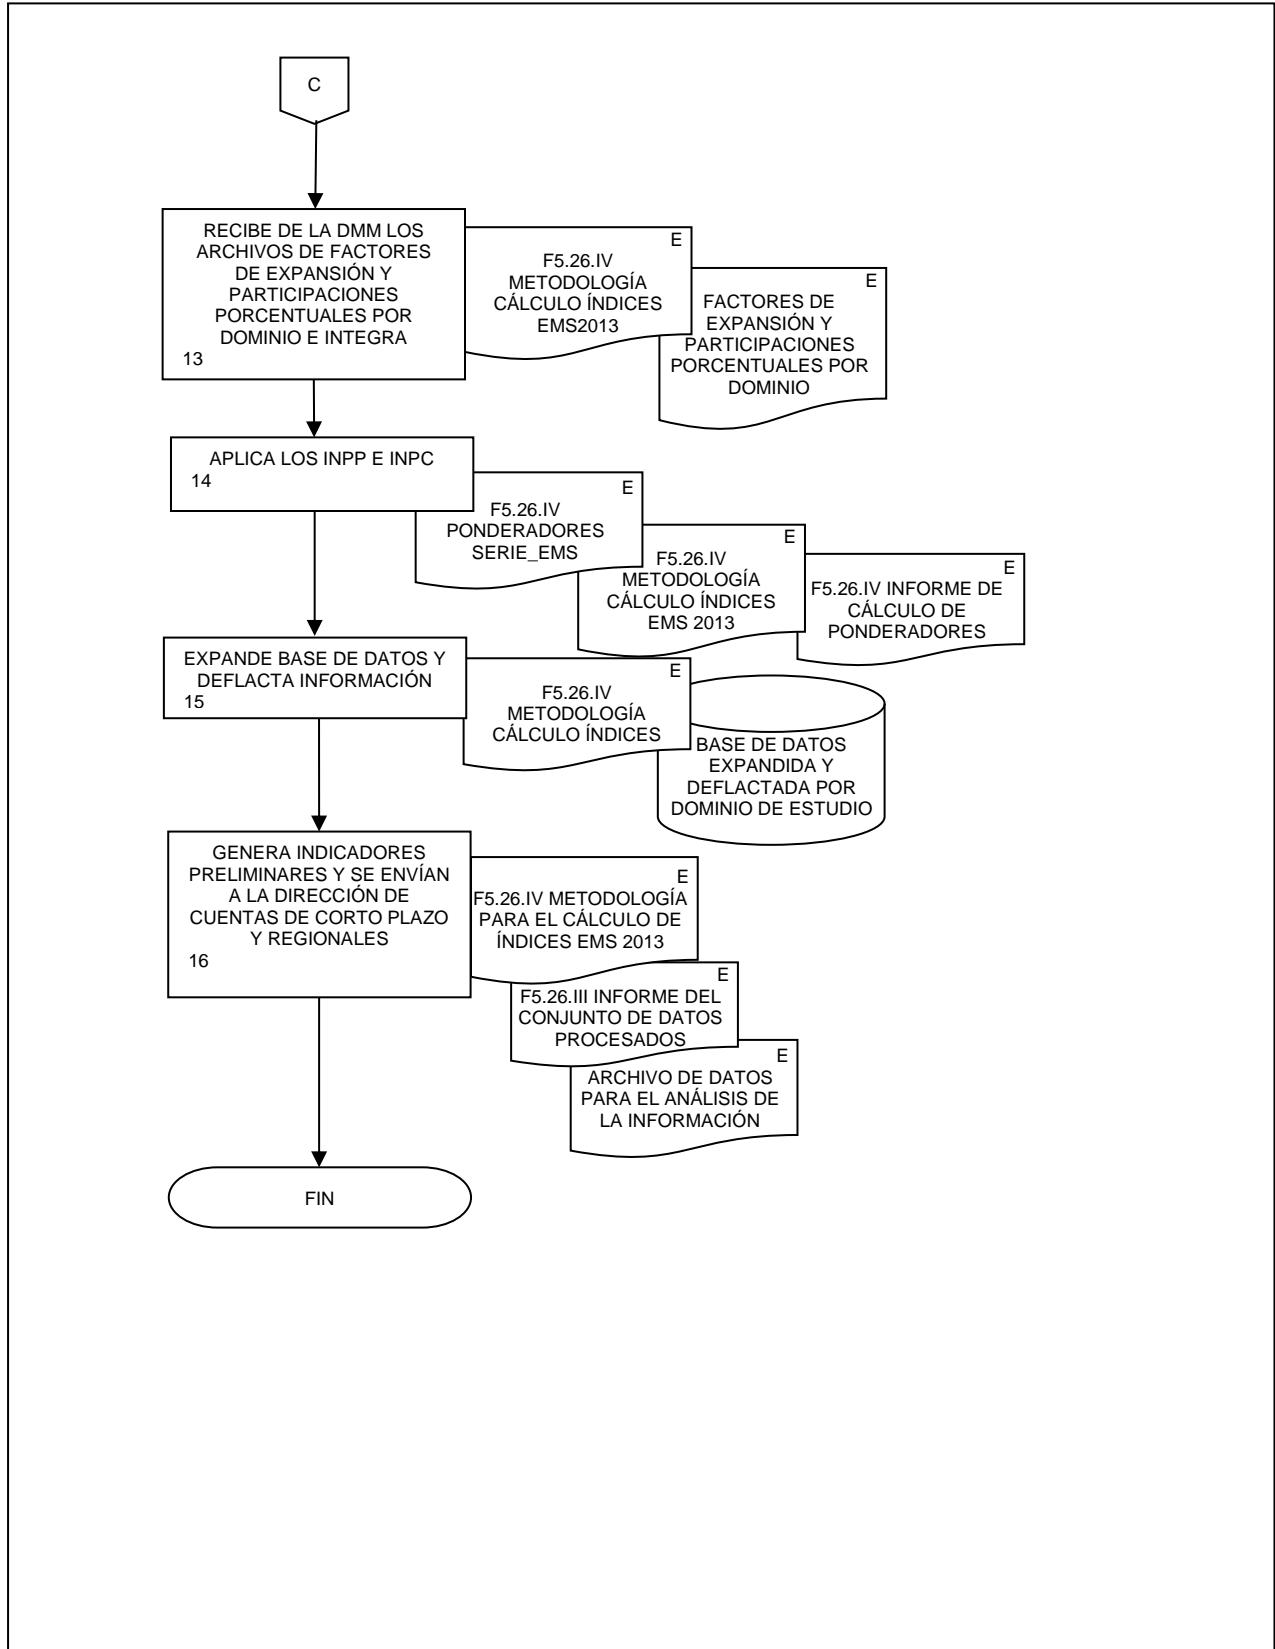 C
RECIBE DE LA DMM LOS
ARCHIVOS DE FACTORES
DE EXPANSIÓN Y
PARTICIPACIONES
PORCENTUALES POR
DOMINIO E INTEGRA
13
E
F5.26.IV
METODOLOGÍA
CÁLCULO ÍNDICES
EMS2013
E
FACTORES DE
EXPANSIÓN Y
PARTICIPACIONES
PORCENTUALES POR
DOMINIO
APLICA LOS INPP E INPC
14
E
F5.26.IV
PONDERADORES
SERIE_EMS
E
F5.26.IV
METODOLOGÍA
CÁLCULO ÍNDICES
EMS 2013
E
F5.26.IV INFORME DE
CÁLCULO DE
PONDERADORES
EXPANDE BASE DE DATOS Y
DEFLACTA INFORMACIÓN
15
E
F5.26.IV
METODOLOGÍA
CÁLCULO ÍNDICES
BASE DE DATOS
EXPANDIDA Y
DEFLACTADA POR
DOMINIO DE ESTUDIO
GENERA INDICADORES
PRELIMINARES Y SE ENVÍAN
A LA DIRECCIÓN DE
CUENTAS DE CORTO PLAZO
Y REGIONALES
16
E
F5.26.IV METODOLOGÍA
PARA EL CÁLCULO DE
ÍNDICES EMS 2013
E
F5.26.III INFORME DEL
CONJUNTO DE DATOS
PROCESADOS
E
ARCHIVO DE DATOS
PARA EL ANÁLISIS DE
LA INFORMACIÓN
FIN